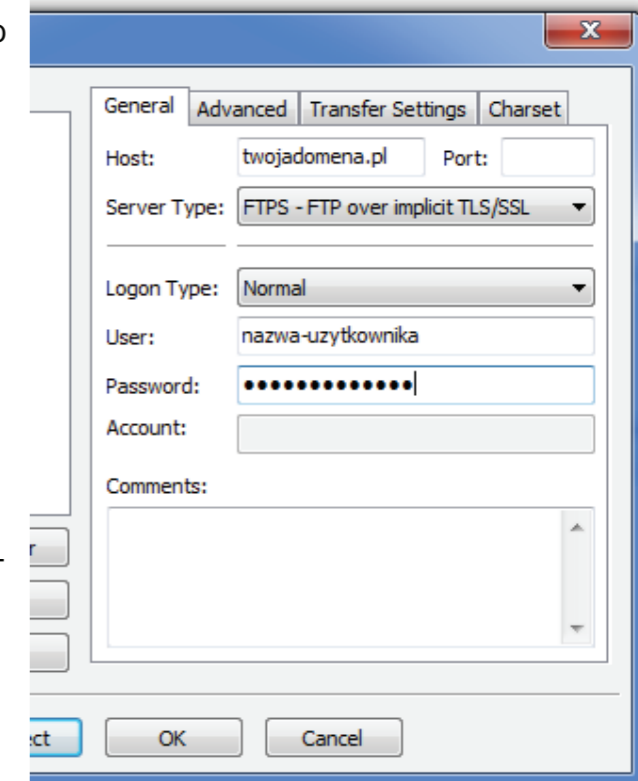 General Advanced Transfer Settings Charset
Host: twojadomena.pl Port:
Server Type: FTPS - FTP over implicit TLS/SSL
Logon Type: Normal
User: nazwa-uzytkownika
Password: •••••••••••••
Account:
Comments:
OK Cancel